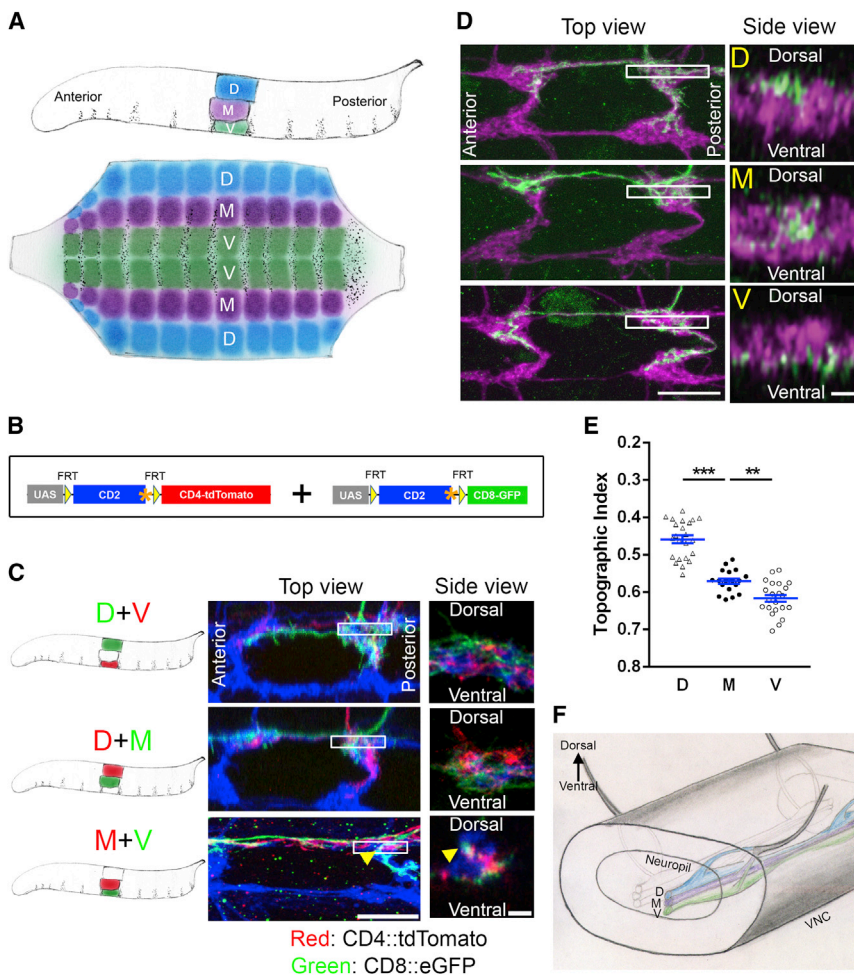 A
Anterior
Posterior
D
M
V
D
M
V
V
M
D
B
FRT
FRT
UAS
CD2
*
CD4-tdTomato
+
FRT
FRT
UAS
CD2
*
CD8-GFP
C
Top view
Side view
D+V
Anterior
Posterior
Dorsal
Ventral
D+M
Dorsal
Ventral
M+V
Dorsal
Ventral
Red: CD4::tdTomato
Green: CD8::eGFP
D
Top view
Side view
Anterior
Posterior
D
Dorsal
Ventral
M
Dorsal
Ventral
V
Dorsal
Ventral
E
Topographic Index
0.2
0.3
0.4
0.5
0.6
0.7
0.8
***
**
D M V
F
Dorsal
Ventral
Neuropil
D
M
V
VNC